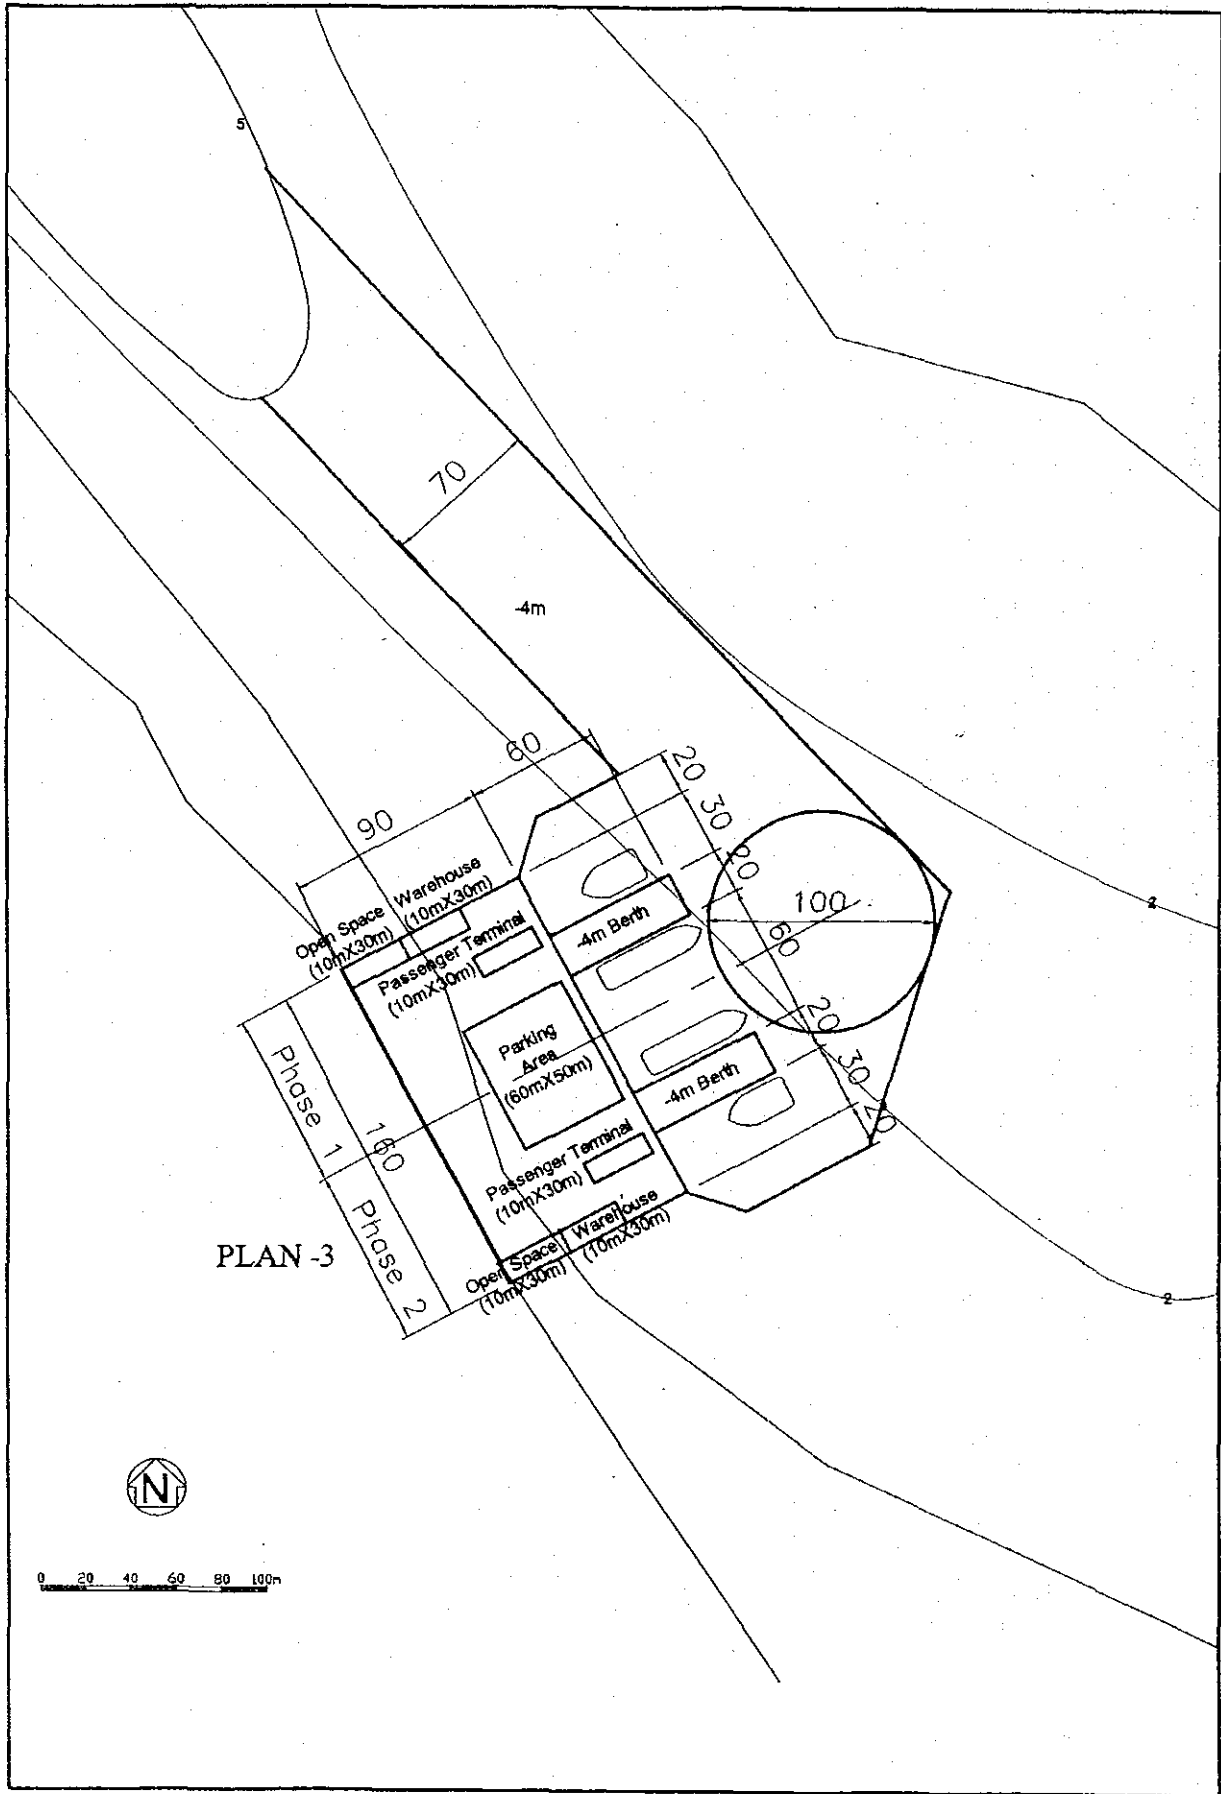 5
70
-4m
60
90
20
30
20
60
20
30
20
100
2
2
Warehouse
(10mX30m)
Open Space
(10mX30m)
Passenger Terminal
(10mX30m)
-4m Berth
Parking
Area
(60mX50m)
-4m Berth
Passenger Terminal
(10mX30m)
Warehouse
(10mX30m)
Open Space
(10mX30m)
Phase 1
160
Phase 2
PLAN -3
N
0 20 40 60 80 100m